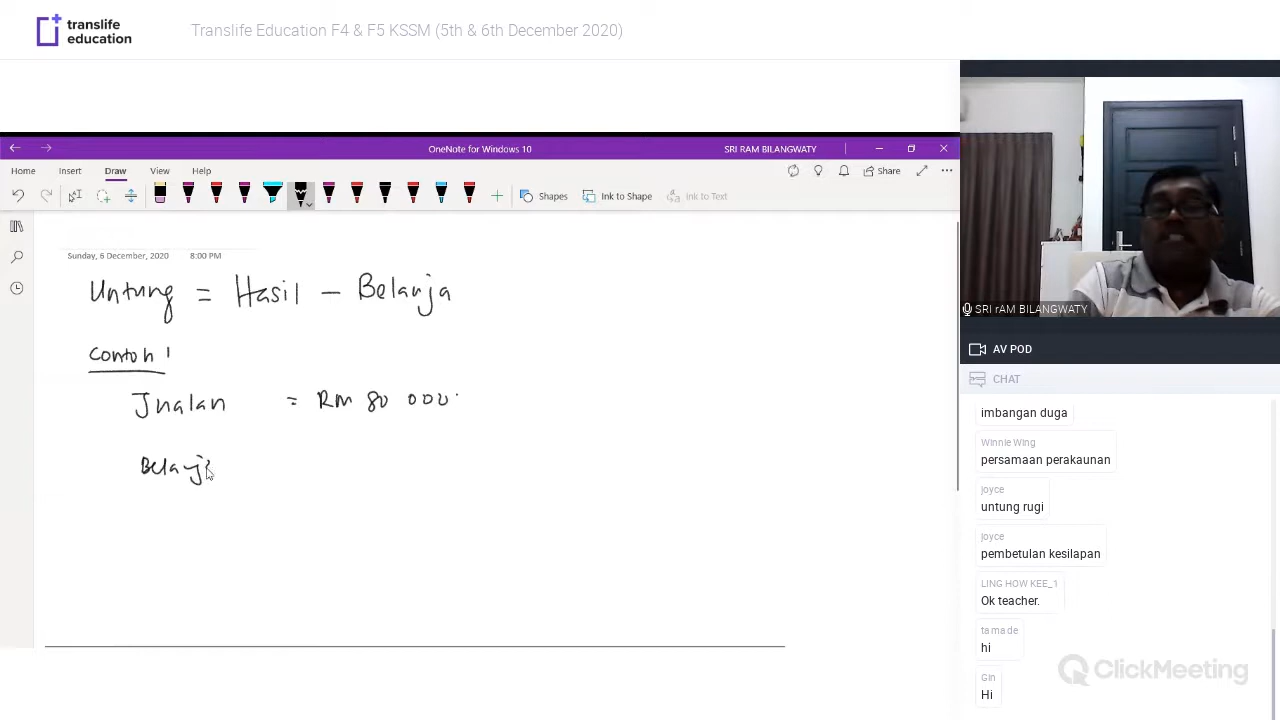 translife
education
Translife Education F4 & F5 KSSM (5th & 6th December 2020)
OneNote for Windows 10
SRI RAM BILANGWATY
Home Insert Draw View Help
Share
Shapes
Ink to Shape
Ink to Text
Sunday, 6 December, 2020 8:00 PM
Untung = Hasil – Belanja
Contoh 1
Jualan = RM 80 000.
Belanja
SRI rAM BILANGWATY
AV POD
CHAT
imbangan duga
Winnie Wing
persamaan perakaunan
joyce
untung rugi
joyce
pembetulan kesilapan
LING HOW KEE_1
Ok teacher.
ta ma de
hi
Gin
Hi
ClickMeeting